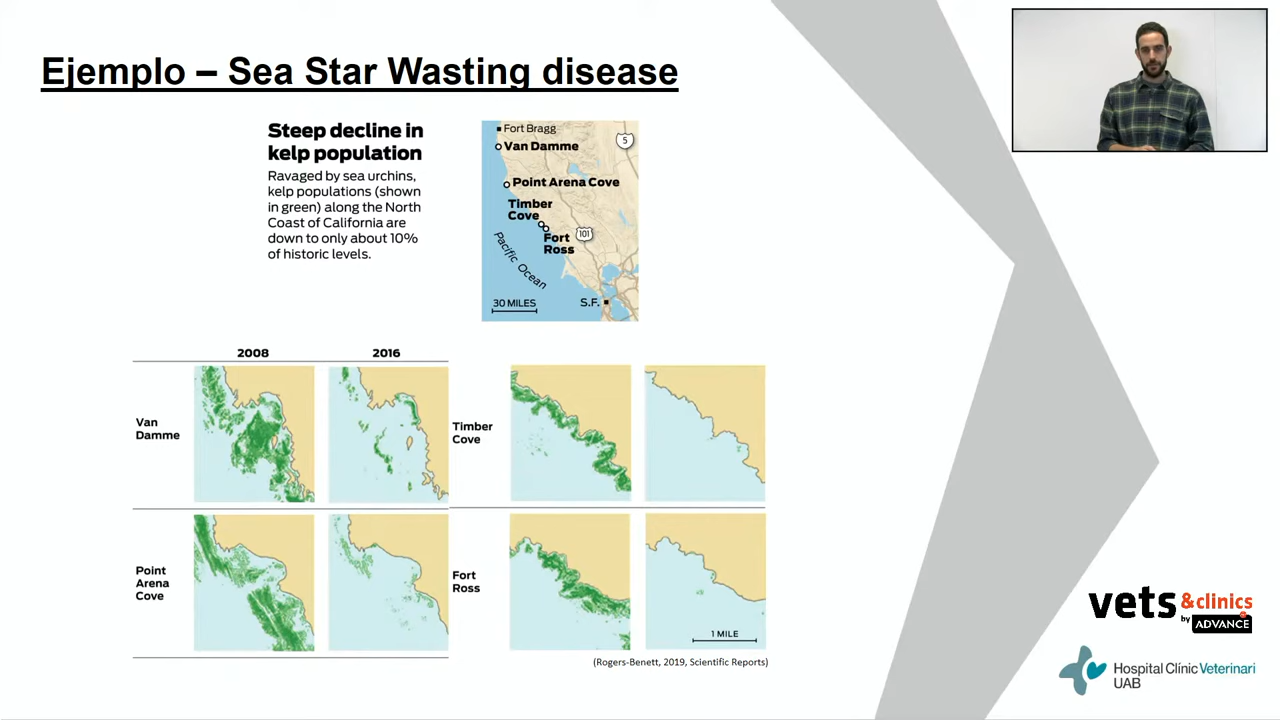 Ejemplo – Sea Star Wasting disease
Steep decline in
kelp population
Ravaged by sea urchins,
kelp populations (shown
in green) along the North
Coast of California are
down to only about 10%
of historic levels.
Fort Bragg
5
Van Damme
Point Arena Cove
Timber
Cove
101
Fort
Ross
Pacific Ocean
30 MILES
S.F.
2008
2016
Van
Damme
Timber
Cove
Point
Arena
Cove
Fort
Ross
1 MILE
(Rogers-Benett, 2019, Scientific Reports)
vets &clinics
by ADVANCE
Hospital Clínic Veterinari
UAB